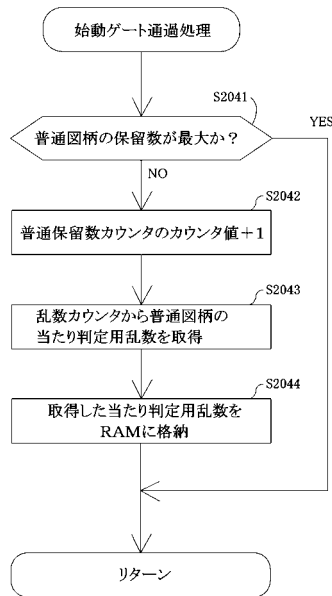 始動ゲート通過処理
S2041
普通図柄の保留数が最大か？
YES
NO
S2042
普通保留数カウンタのカウンタ値＋1
S2043
乱数カウンタから普通図柄の
当たり判定用乱数を取得
S2044
取得した当たり判定用乱数を
RAMに格納
リターン